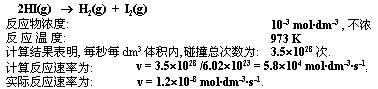 2HI(g) → H₂(g) + I₂(g)
反应物浓度: 10⁻³ mol·dm⁻³ , 不浓
反 应 温 度: 973 K
计算结果表明, 每秒每 dm³ 体积内,碰撞总次数为: 3.5×10²⁸ 次.
计算反应速率为: v = 3.5×10²⁸ /6.02×10²³ = 5.8×10⁴ mol·dm⁻³·s⁻¹.
实际反应速率为: v = 1.2×10⁻⁸ mol·dm⁻³·s⁻¹.